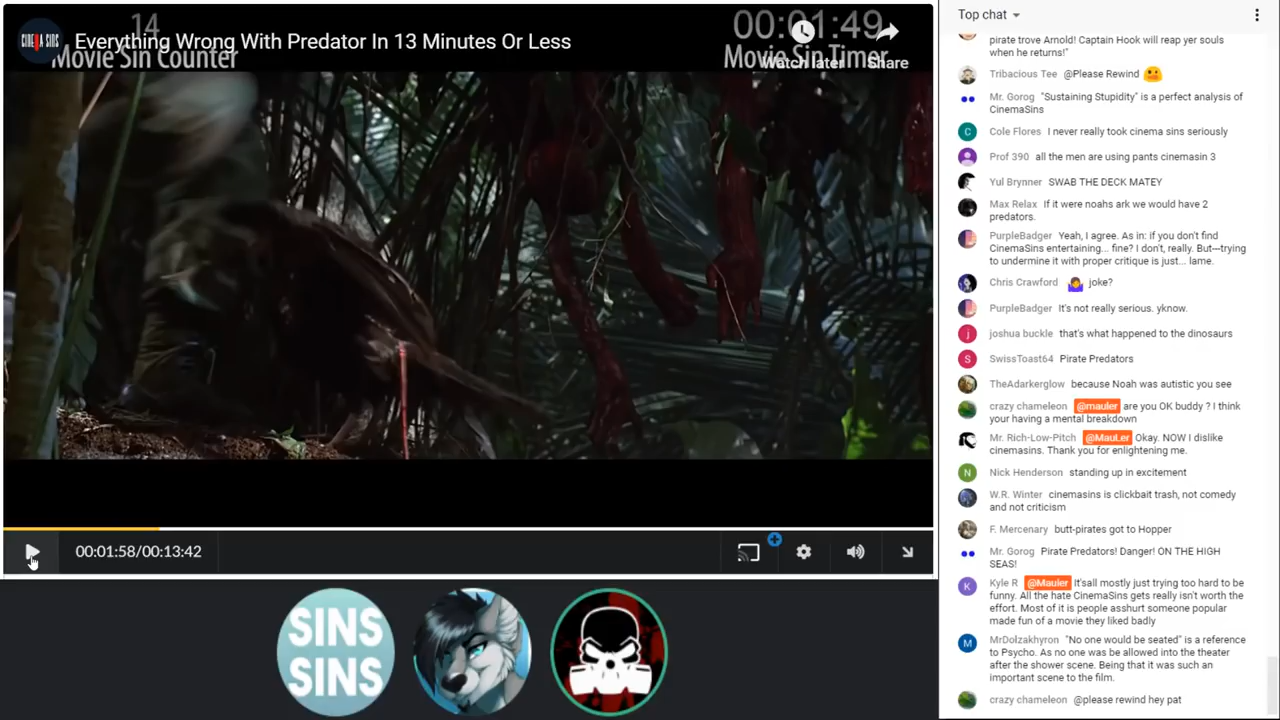 14
Movie Sin Counter
00:01:49
Movie Sin Timer
CINEMA SINS
Everything Wrong With Predator In 13 Minutes Or Less
Watch later
Share
00:01:58/00:13:42
SINS
SINS
Top chat
pirate trove Arnold! Captain Hook will reap yer souls
when he returns!"
Tribacious Tee @Please Rewind
Mr. Gorog "Sustaining Stupidity" is a perfect analysis of
CinemaSins
Cole Flores I never really took cinema sins seriously
Prof 390 all the men are using pants cinemasin 3
Yul Brynner SWAB THE DECK MATEY
Max Relax If it were noahs ark we would have 2
predators.
PurpleBadger Yeah, I agree. As in: if you don't find
CinemaSins entertaining... fine? I don't, really. But---trying
to undermine it with proper critique is just... lame.
Chris Crawford joke?
PurpleBadger It's not really serious. yknow.
j
joshua buckle that's what happened to the dinosaurs
S
SwissToast64 Pirate Predators
TheAdarkerglow because Noah was autistic you see
crazy chameleon @mauler are you OK buddy ? I think
your having a mental breakdown
Mr. Rich-Low-Pitch @MauLer Okay. NOW I dislike
cinemasins. Thank you for enlightening me.
N
Nick Henderson standing up in excitement
W.R. Winter cinemasins is clickbait trash, not comedy
and not criticism
F. Mercenary butt-pirates got to Hopper
Mr. Gorog Pirate Predators! Danger! ON THE HIGH
SEAS!
K
Kyle R @Mauler It'sall mostly just trying too hard to be
funny. All the hate CinemaSins gets really isn't worth the
effort. Most of it is people asshurt someone popular
made fun of a movie they liked badly
M
MrDolzakhyron "No one would be seated" is a reference
to Psycho. As no one was be allowed into the theater
after the shower scene. Being that it was such an
important scene to the film.
crazy chameleon @please rewind hey pat